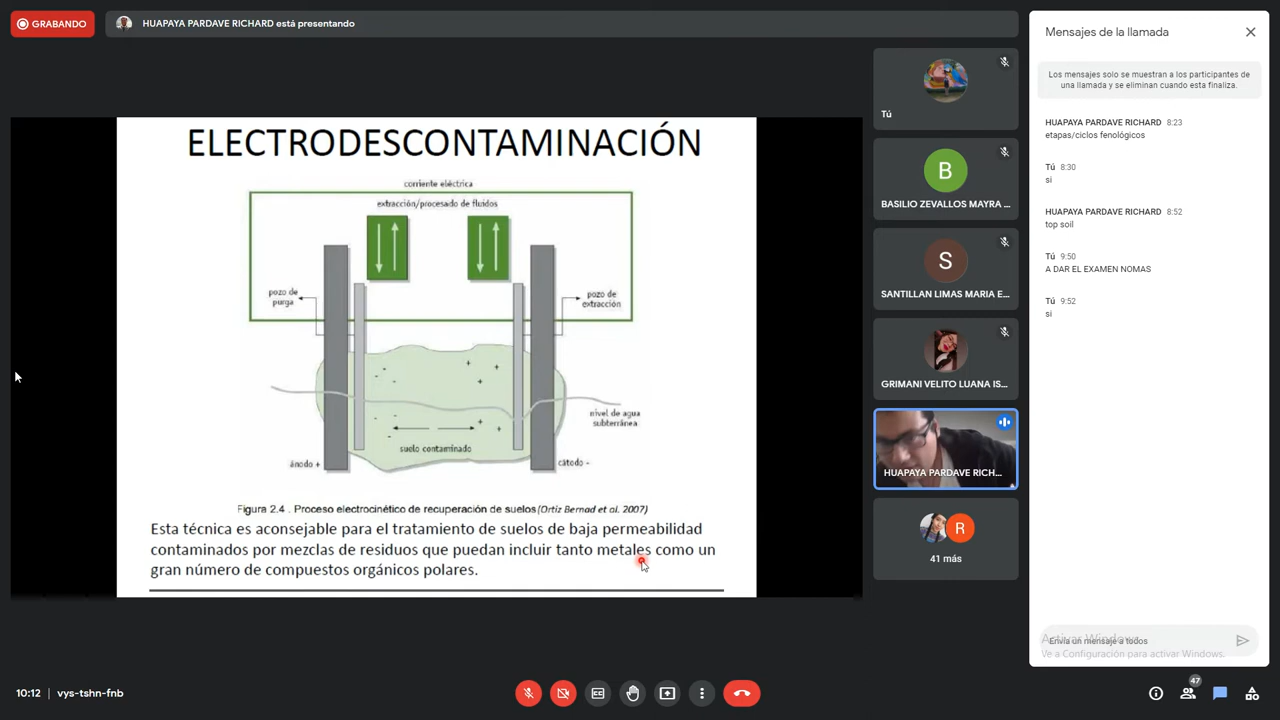 GRABANDO
HUAPAYA PARDAVE RICHARD está presentando
ELECTRODESCONTAMINACIÓN
corriente eléctrica
extracción/procesado de fluidos
pozo de
purga
pozo de
extracción
nivel de agua
subterránea
suelo contaminado
ánodo +
cátodo -
Figura 2.4 . Proceso electrocinético de recuperación de suelos (Ortiz Bernad et al. 2007)
Esta técnica es aconsejable para el tratamiento de suelos de baja permeabilidad
contaminados por mezclas de residuos que puedan incluir tanto metales como un
gran número de compuestos orgánicos polares.
Tú
B
BASILIO ZEVALLOS MAYRA ...
S
SANTILLAN LIMAS MARIA E...
GRIMANI VELITO LUANA IS...
HUAPAYA PARDAVE RICH...
R
41 más
Mensajes de la llamada
Los mensajes solo se muestran a los participantes de
una llamada y se eliminan cuando esta finaliza.
HUAPAYA PARDAVE RICHARD 8:23
etapas/ciclos fenológicos
Tú 8:30
si
HUAPAYA PARDAVE RICHARD 8:52
top soil
Tú 9:50
A DAR EL EXAMEN NOMAS
Tú 9:52
si
Envía un mensaje a todos
Activar Windows
Ve a Configuración para activar Windows.
10:12 vys-tshn-fnb
47